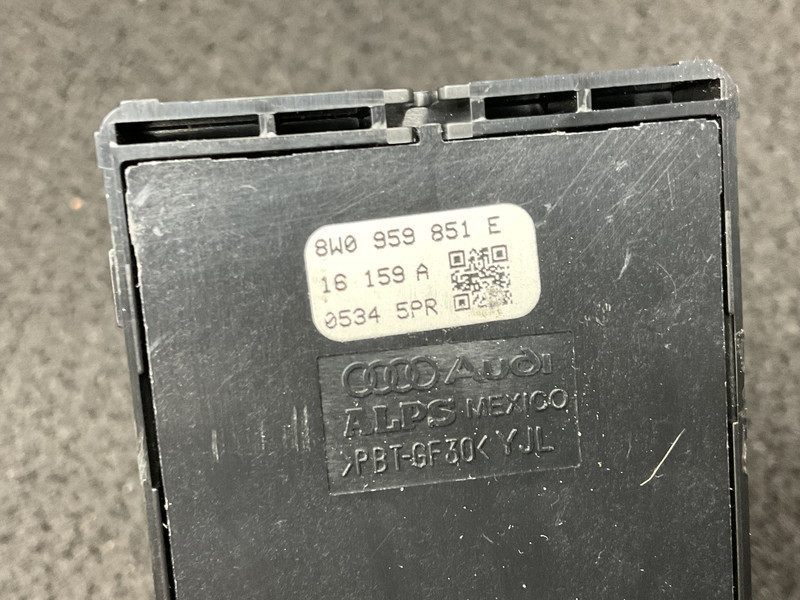 8W0 959 851 E
16 159 A
0534 5PR
Audi
ALPS MEXICO
>PBT-GF30< YJL